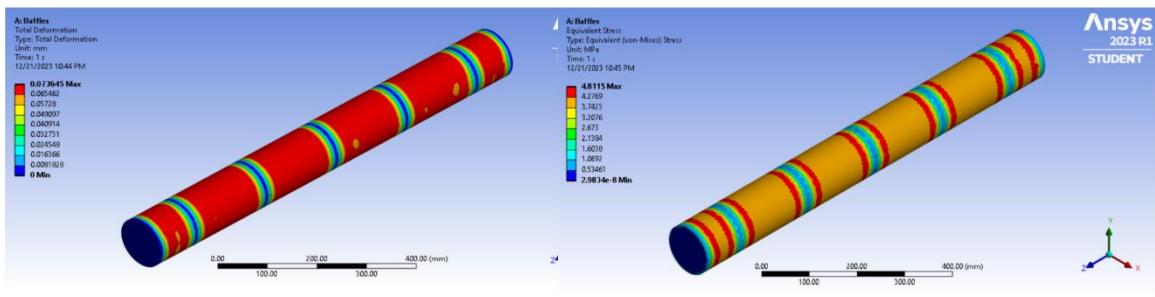 A: Baffles
Total Deformation
Type: Total Deformation
Unit: mm
Time: 1 s
12/21/2023 10:44 PM
0.073645 Max
0.065462
0.05728
0.049097
0.040914
0.032731
0.024548
0.016366
0.0081828
0 Min
0.00
200.00
400.00 (mm)
100.00
300.00
Z
A: Baffles
Equivalent Stress
Type: Equivalent (von-Mises) Stress
Unit: MPa
Time: 1 s
12/21/2023 10:45 PM
4.8115 Max
4.2769
3.7423
3.2076
2.673
2.1384
1.6038
1.0692
0.53461
2.9834e-8 Min
Ansys
2023 R1
STUDENT
0.00
200.00
400.00 (mm)
100.00
300.00
Y
Z
X